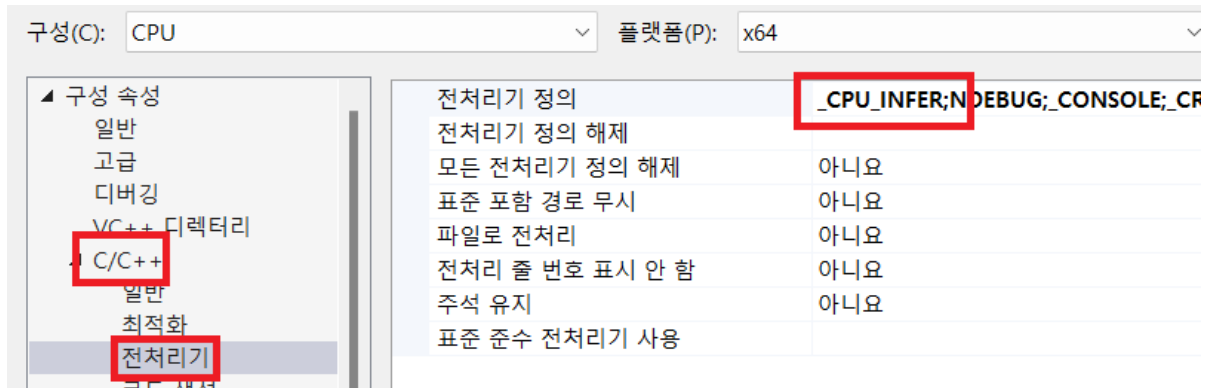 구성(C): CPU 플랫폼(P): x64
구성 속성
일반
고급
디버깅
VC++ 디렉터리
C/C++
일반
최적화
전처리기
전처리기 정의 _CPU_INFER;NDEBUG;_CONSOLE;_CR
전처리기 정의 해제
모든 전처리기 정의 해제 아니요
표준 포함 경로 무시 아니요
파일로 전처리 아니요
전처리 줄 번호 표시 안 함 아니요
주석 유지 아니요
표준 준수 전처리기 사용